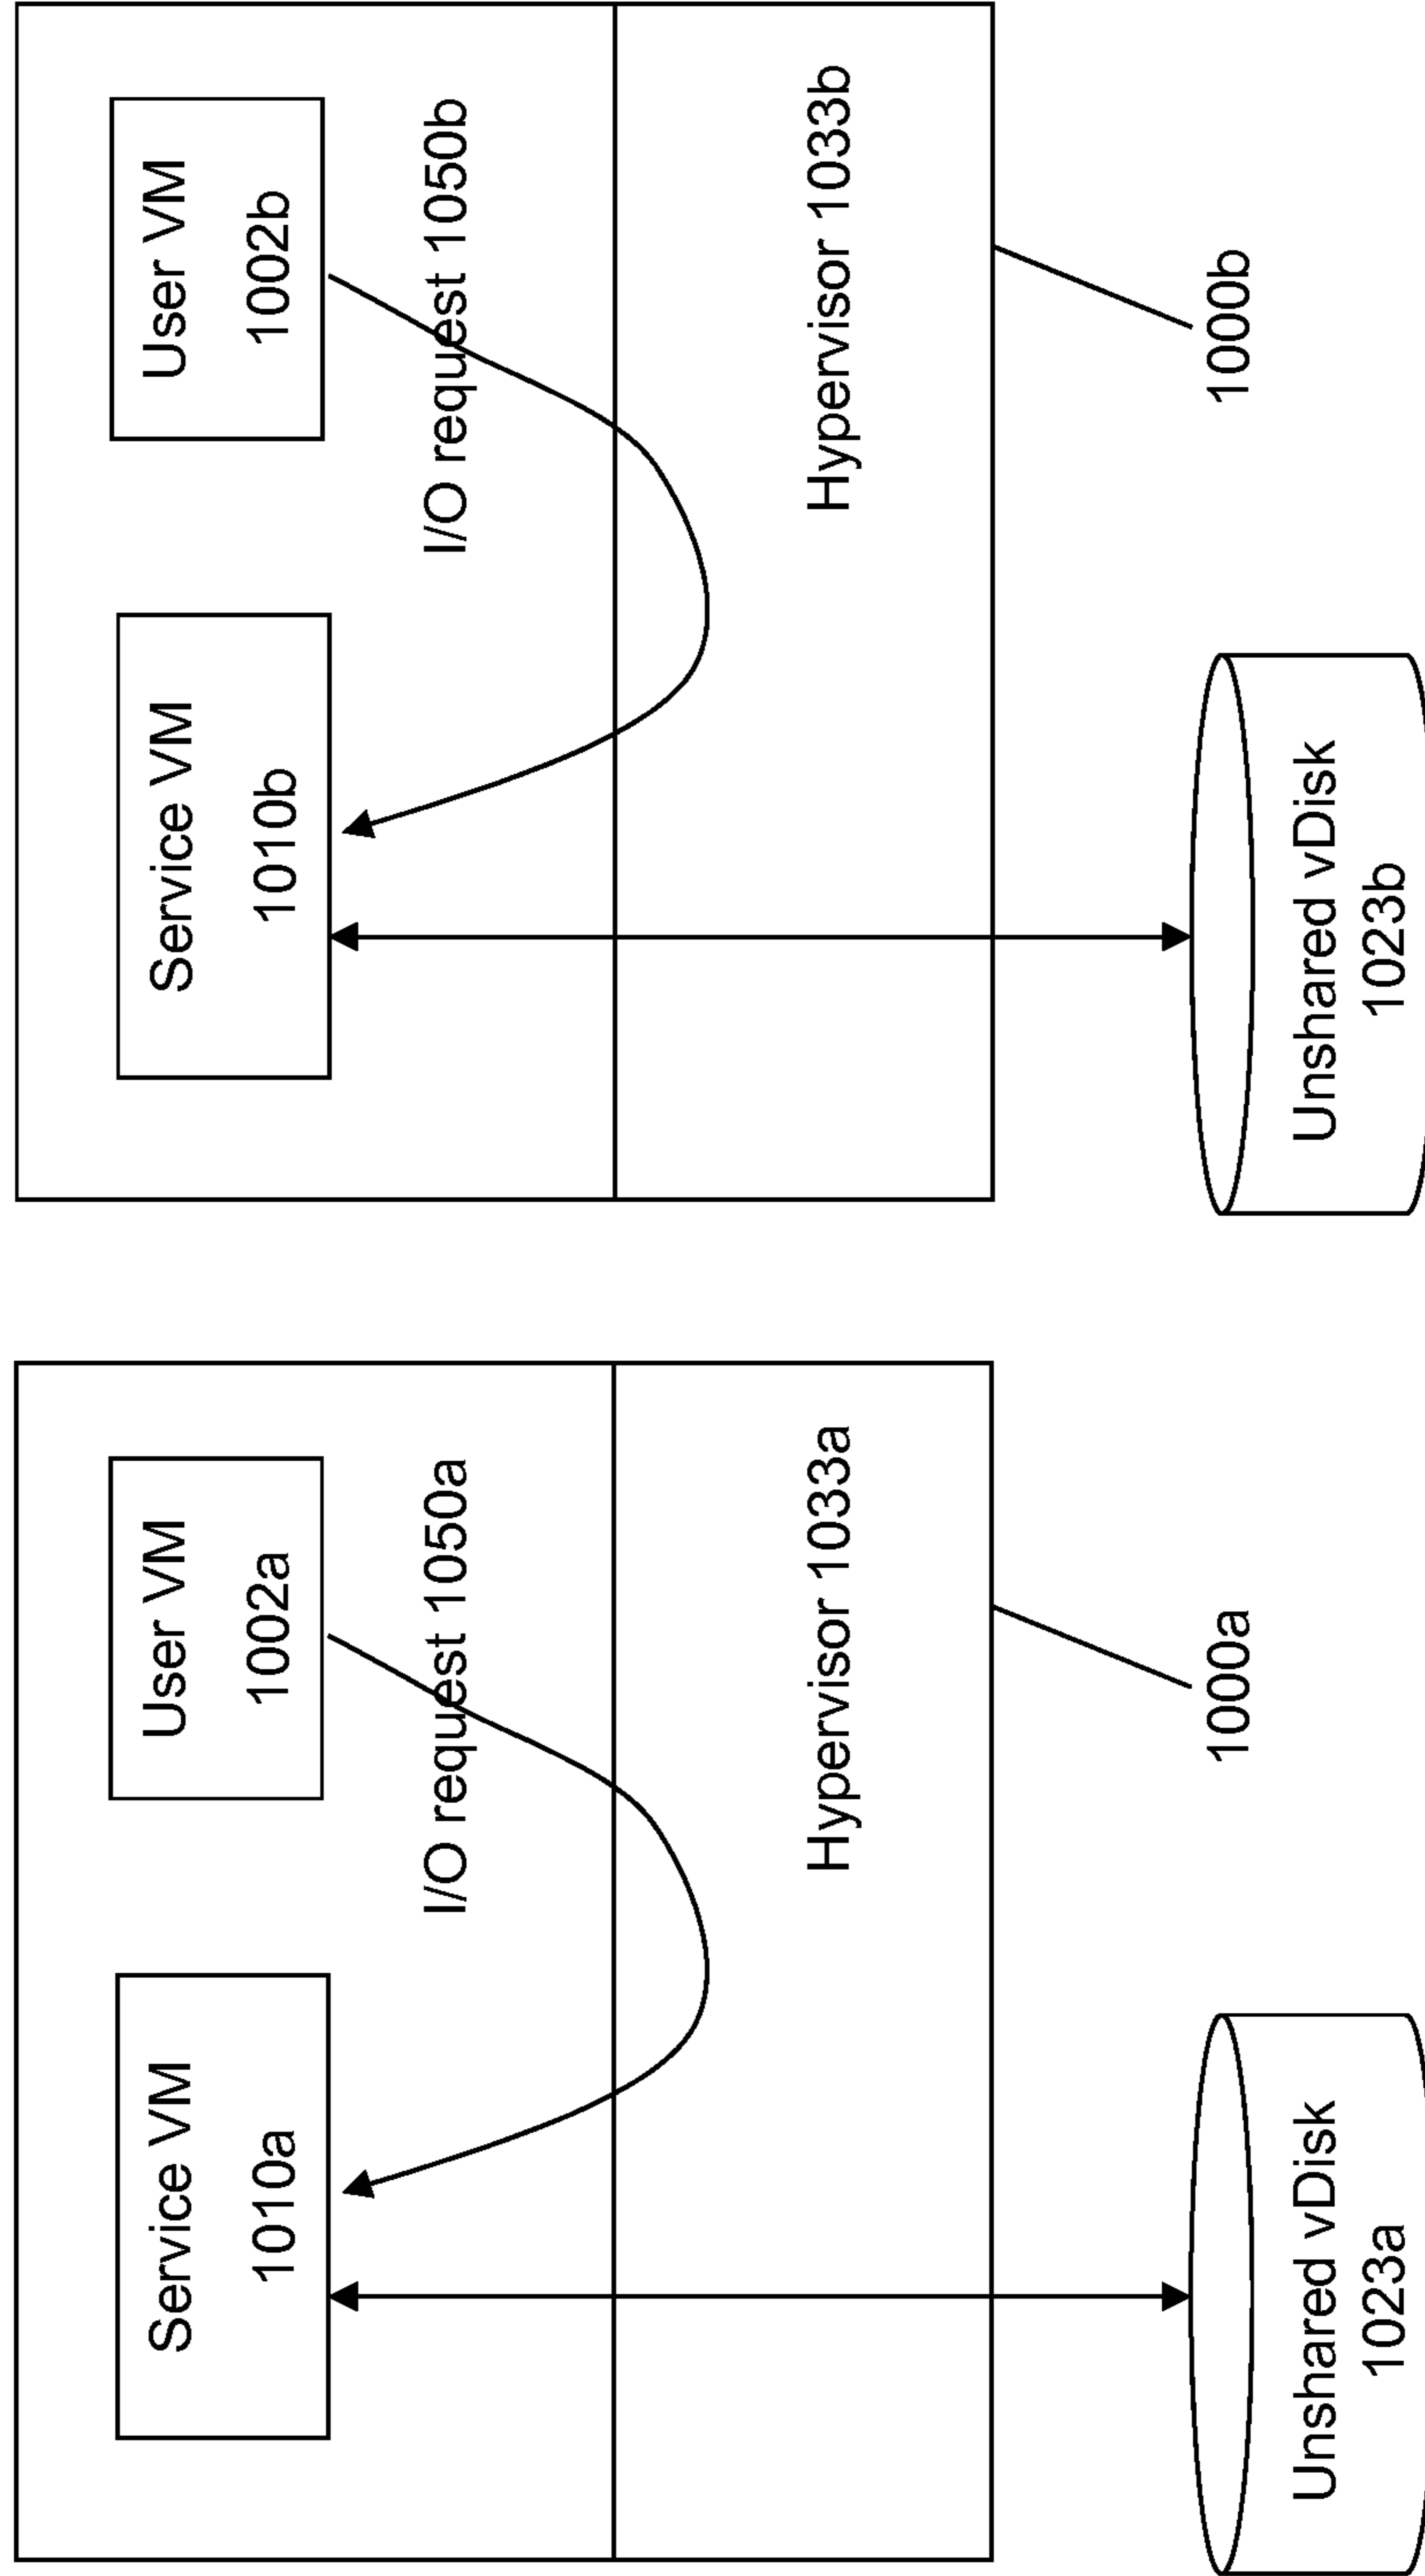 Service VM
1010a
User VM
1002a
I/O request 1050a
Hypervisor 1033a
1000a
Unshared vDisk
1023a
Service VM
1010b
User VM
1002b
I/O request 1050b
Hypervisor 1033b
1000b
Unshared vDisk
1023b